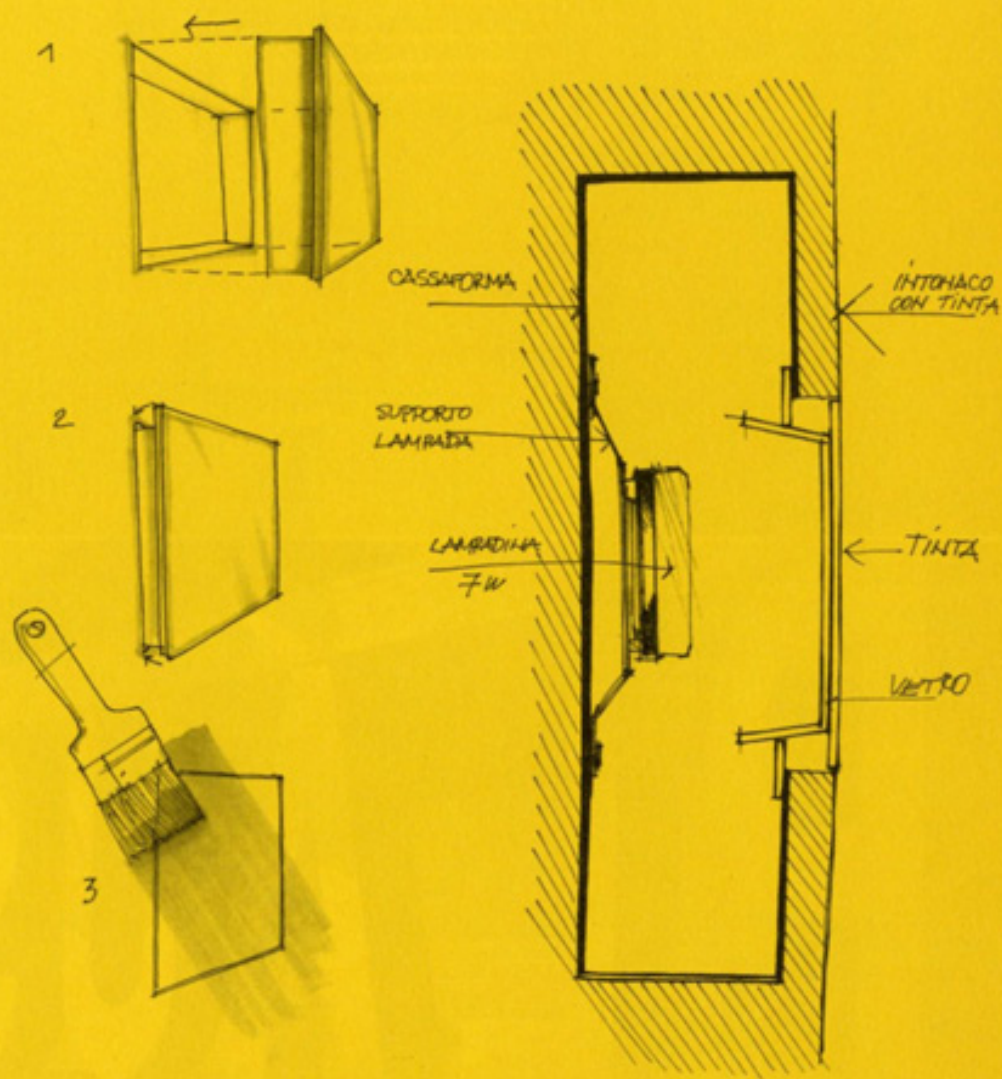 1
CASSAFORMA
INTONACO
CON TINTA
2
SUPPORTO
LAMPADA
LAMPADINA
7W
TINTA
VETRO
3